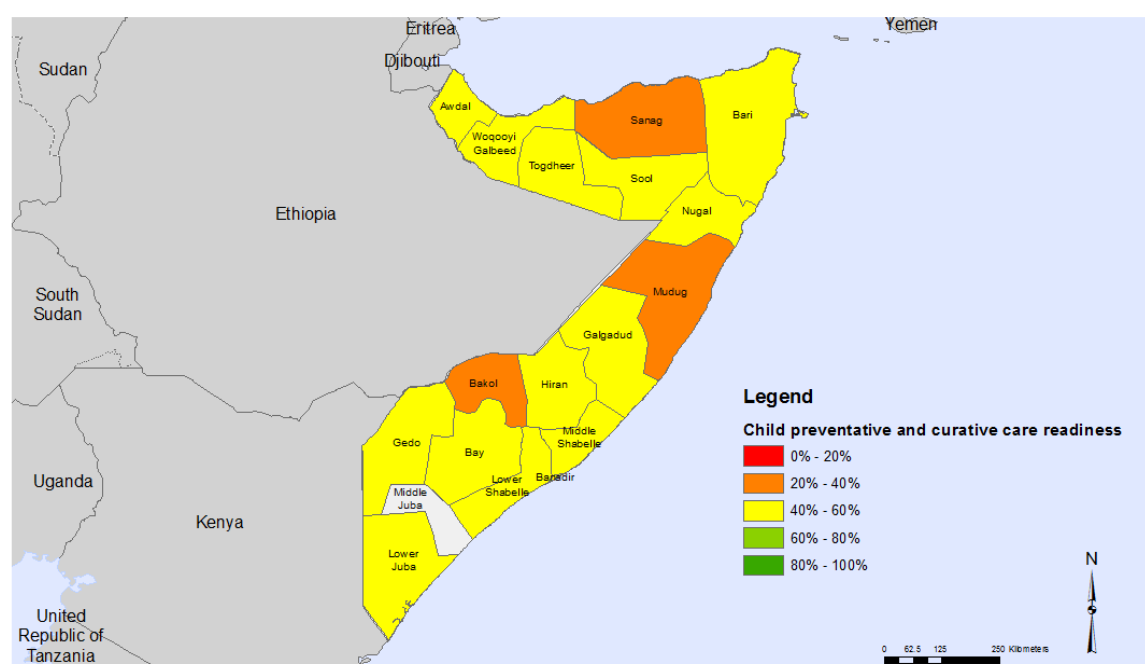 Eritrea
Yemen
Djibouti
Sudan
Awdal
Sanag
Bari
Woqooyi
Galbeed
Togdheer
Sool
Nugal
Ethiopia
Mudug
South
Sudan
Galgadud
Bakol
Hiran
Legend
Child preventative and curative care readiness
Middle
Shabelle
Gedo
Bay
0% - 20%
Uganda
Lower
Shabelle
Banadir
20% - 40%
Middle
Juba
40% - 60%
Kenya
60% - 80%
Lower
Juba
80% - 100%
N
United
Republic of
Tanzania
0 62.5 125 250 Kilometers